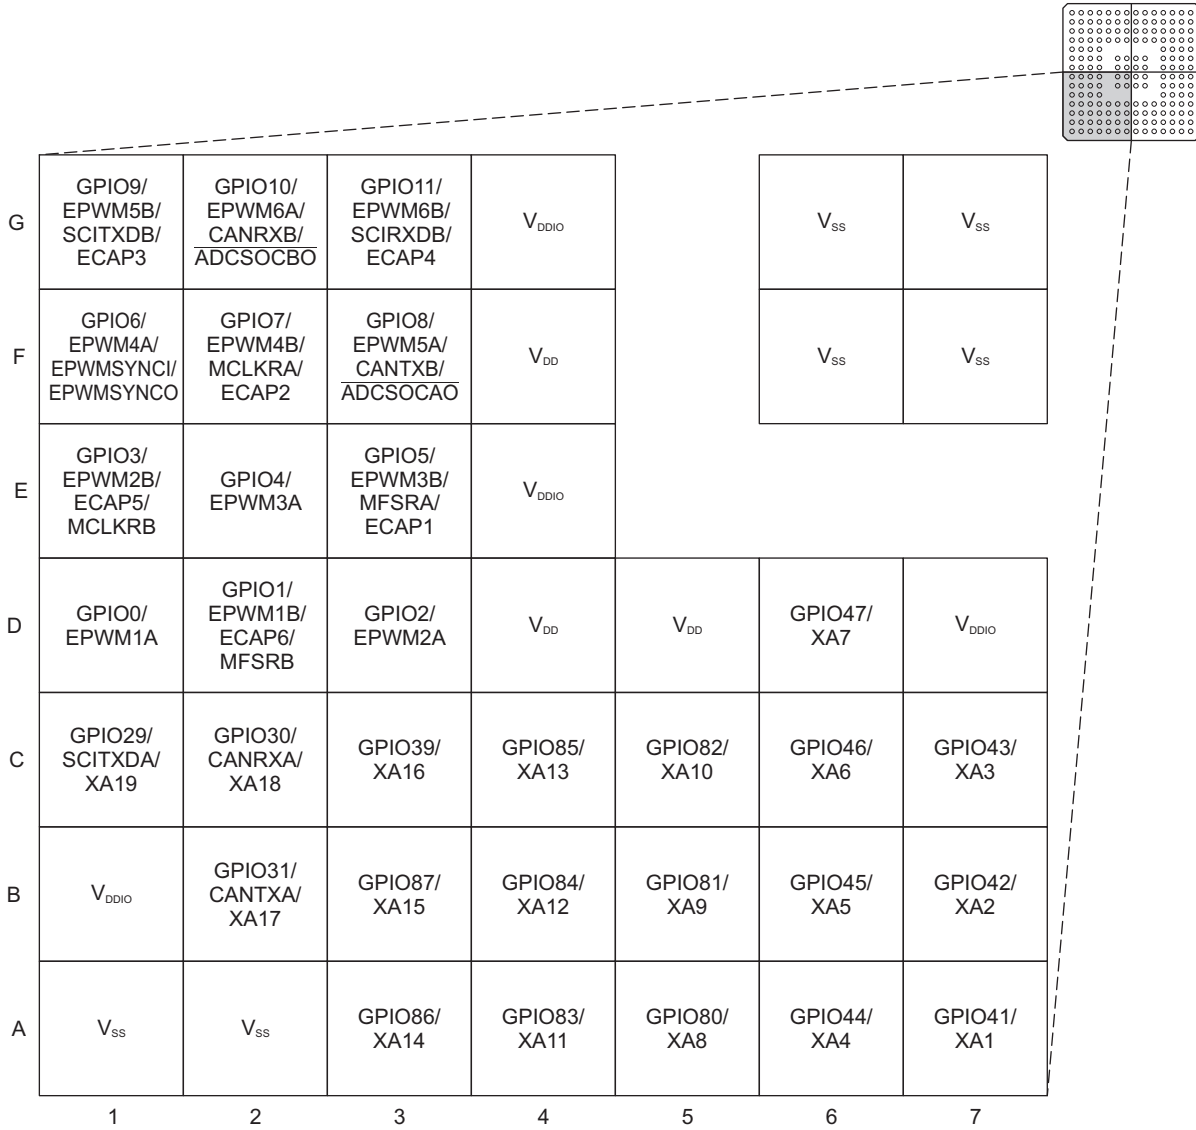 G
GPIO9/
EPWM5B/
SCITXDB/
ECAP3
GPIO10/
EPWM6A/
CANRXB/
ADCSOCBO
GPIO11/
EPWM6B/
SCIRXDB/
ECAP4
VDDIO
VSS
VSS
F
GPIO6/
EPWM4A/
EPWMSYNCI/
EPWMSYNCO
GPIO7/
EPWM4B/
MCLKRA/
ECAP2
GPIO8/
EPWM5A/
CANTXB/
ADCSOCAO
VDD
VSS
VSS
E
GPIO3/
EPWM2B/
ECAP5/
MCLKRB
GPIO4/
EPWM3A
GPIO5/
EPWM3B/
MFSRA/
ECAP1
VDDIO
D
GPIO0/
EPWM1A
GPIO1/
EPWM1B/
ECAP6/
MFSRB
GPIO2/
EPWM2A
VDD
VDD
GPIO47/
XA7
VDDIO
C
GPIO29/
SCITXDA/
XA19
GPIO30/
CANRXA/
XA18
GPIO39/
XA16
GPIO85/
XA13
GPIO82/
XA10
GPIO46/
XA6
GPIO43/
XA3
B
VDDIO
GPIO31/
CANTXA/
XA17
GPIO87/
XA15
GPIO84/
XA12
GPIO81/
XA9
GPIO45/
XA5
GPIO42/
XA2
A
VSS
VSS
GPIO86/
XA14
GPIO83/
XA11
GPIO80/
XA8
GPIO44/
XA4
GPIO41/
XA1
1 2 3 4 5 6 7